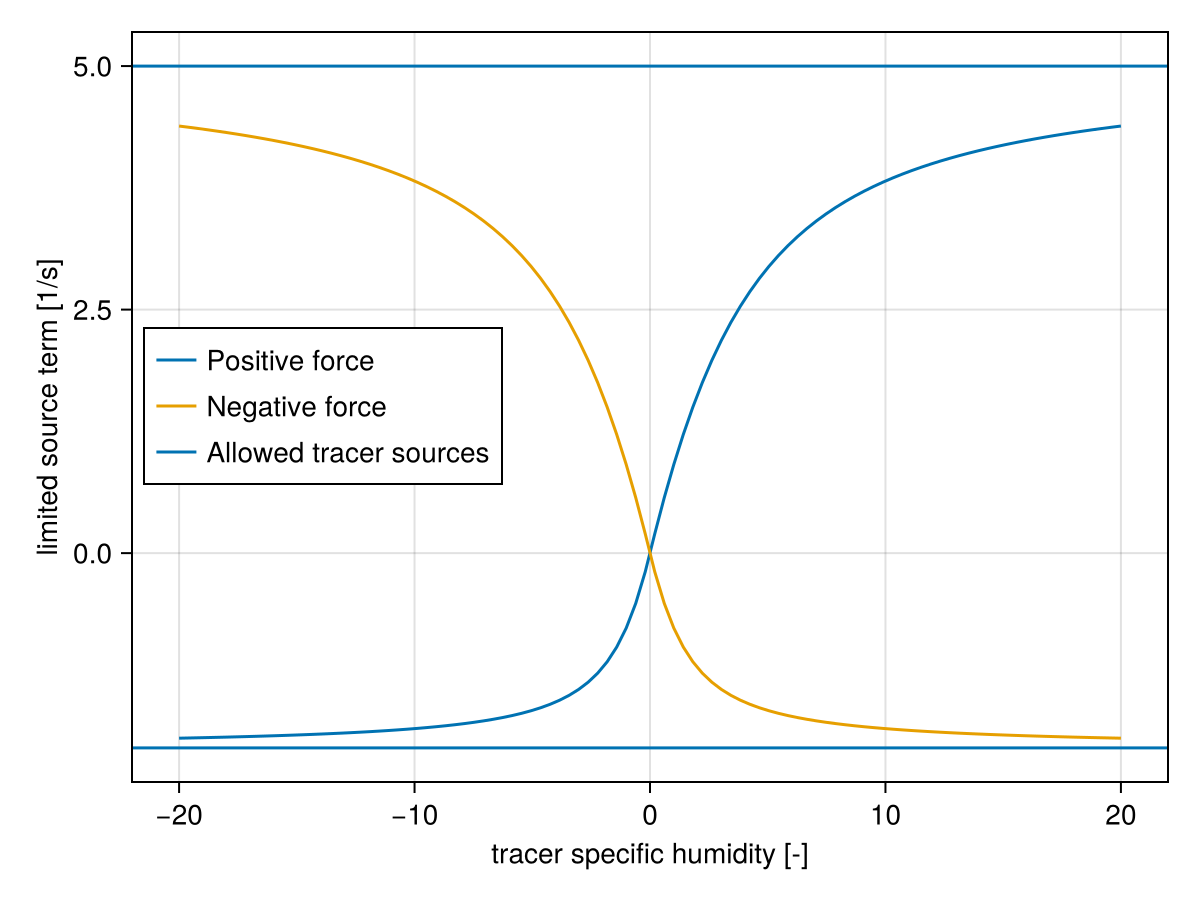 5.0
2.5
0.0
limited source term [1/s]
Positive force
Negative force
Allowed tracer sources
−20
−10
0
10
20
tracer specific humidity [-]